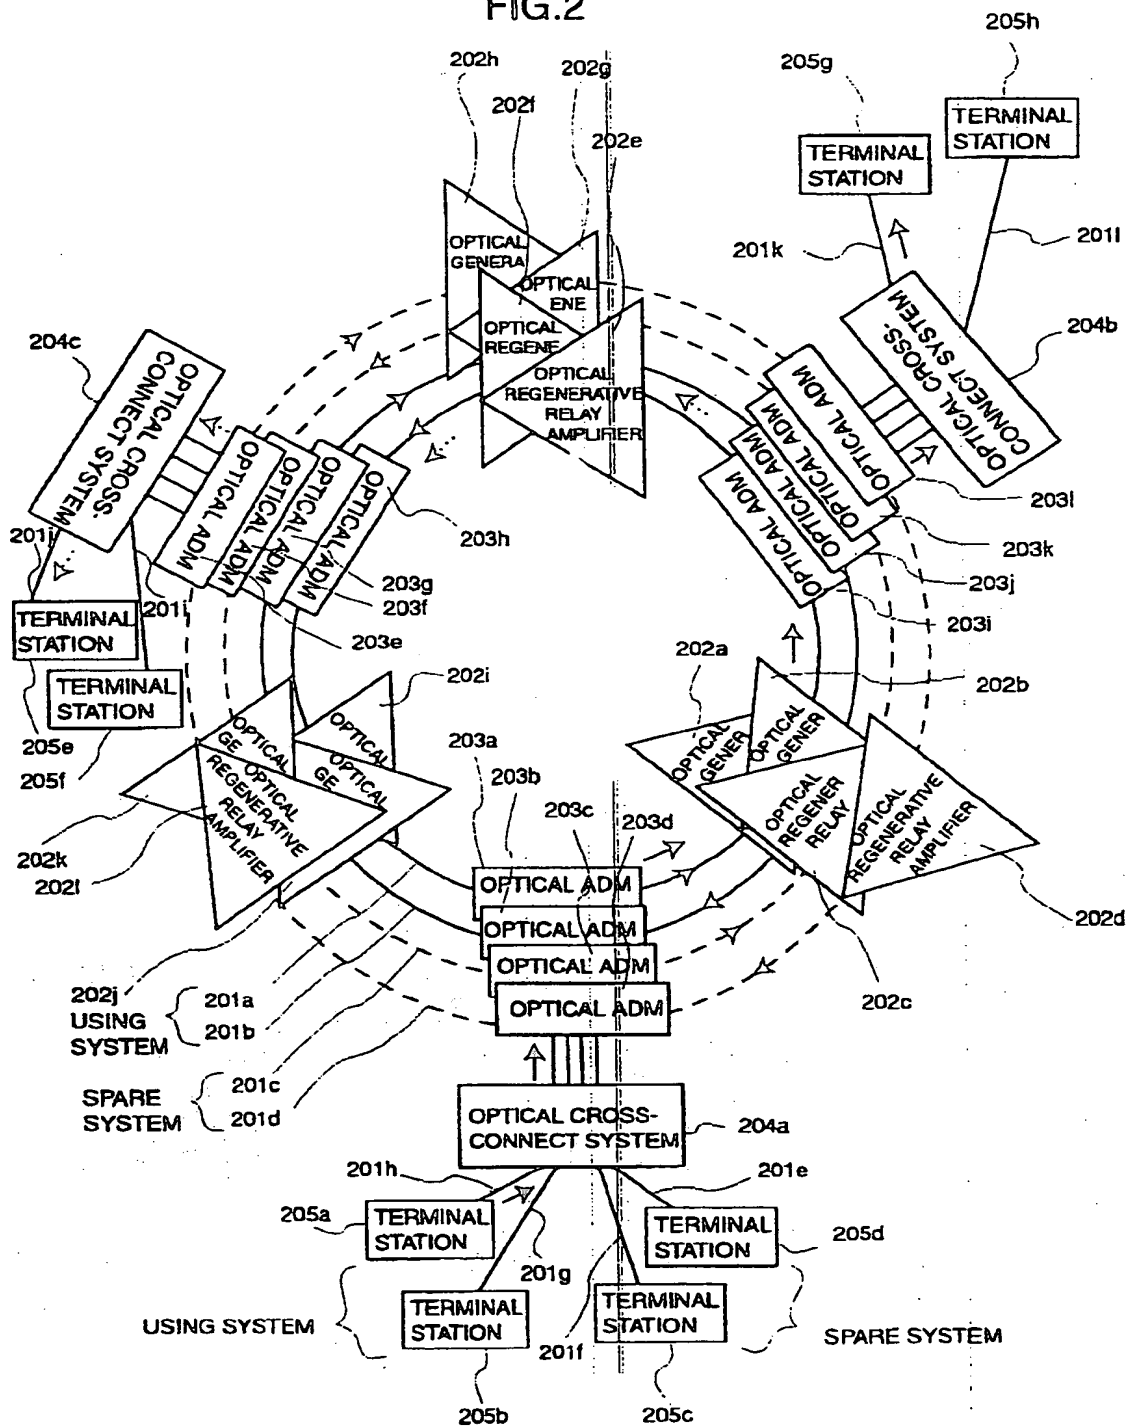 FIG.2
205h
202h
202g
205g
202f
202e
TERMINAL
STATION
TERMINAL
STATION
201k
201l
OPTICAL
GENERA
OPTICAL
ENE
OPTICAL
REGENE
OPTICAL
REGENERATIVE
RELAY
AMPLIFIER
204c
OPTICAL CROSS-
CONNECT SYSTEM
204b
OPTICAL CROSS-
CONNECT SYSTEM
OPTICAL ADM
OPTICAL ADM
OPTICAL ADM
OPTICAL ADM
203l
203k
203j
203i
OPTICAL ADM
OPTICAL ADM
OPTICAL ADM
OPTICAL ADM
203h
203g
203f
203e
201j
201i
TERMINAL
STATION
TERMINAL
STATION
205e
205f
202i
202a
202b
OPTICAL
GE
OPTICAL
REGENERATIVE
RELAY
AMPLIFIER
OPTICAL
GE
OPTICAL
202k
202l
OPTICAL
GENER
OPTICAL
GENER
OPTICAL
REGENER
RELAY
OPTICAL
REGENERATIVE
RELAY
AMPLIFIER
202d
202c
203a
203b
203c
203d
OPTICAL ADM
OPTICAL ADM
OPTICAL ADM
OPTICAL ADM
202j
USING
SYSTEM
201a
201b
SPARE
SYSTEM
201c
201d
OPTICAL CROSS-
CONNECT SYSTEM
204a
201h
201e
205a
TERMINAL
STATION
TERMINAL
STATION
205d
201g
USING SYSTEM
TERMINAL
STATION
201f
TERMINAL
STATION
SPARE SYSTEM
205b
205c